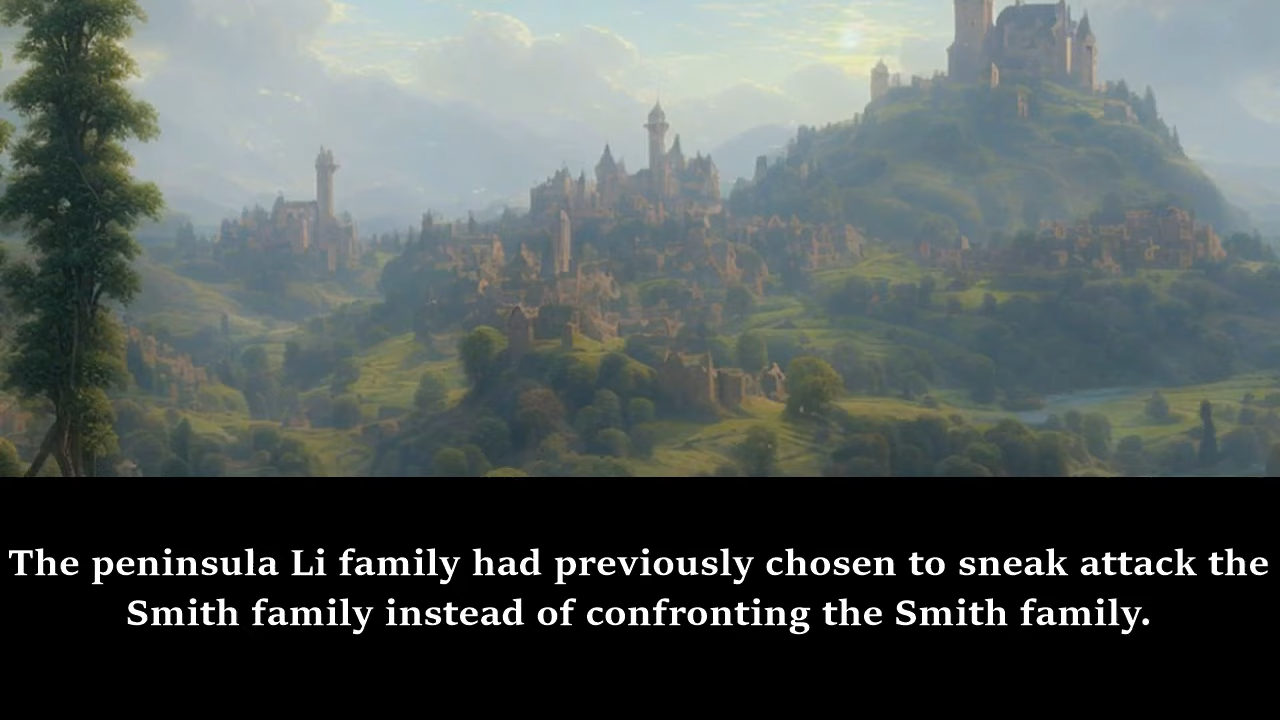 The peninsula Li family had previously chosen to sneak attack the
Smith family instead of confronting the Smith family.